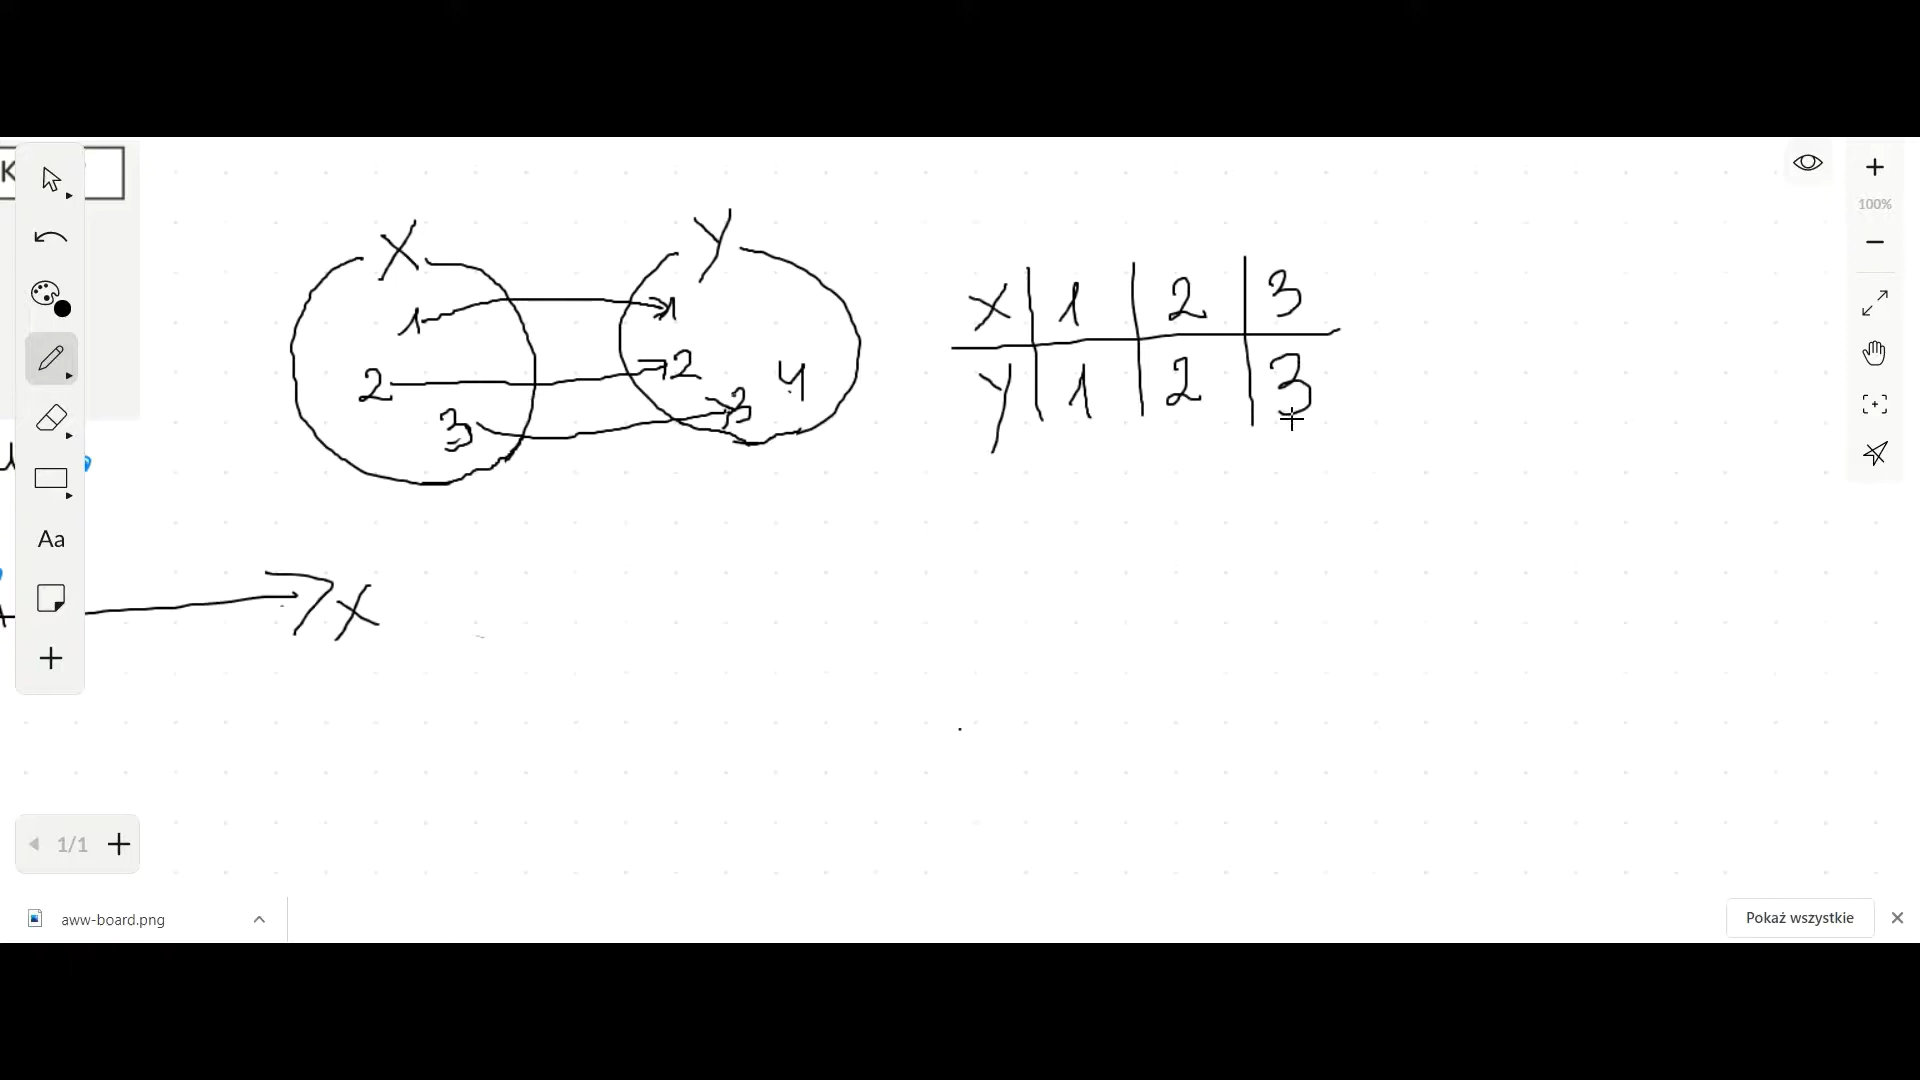 K
100%
X Y
1 1
2 2 4
3 3
x 1 2 3
y 1 2 3
x
Aa
1/1
aww-board.png
Pokaż wszystkie